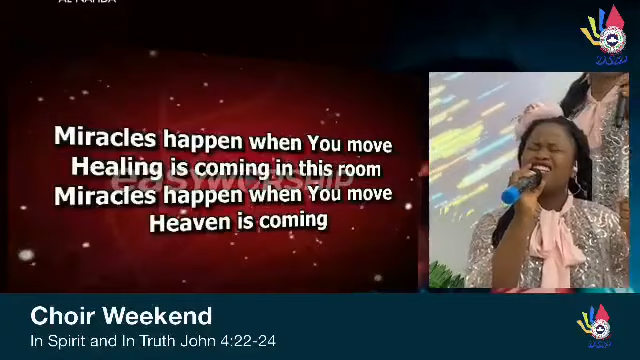 Miracles happen when You move
Healing is coming in this room
easyworship
Miracles happen when You move
Heaven is coming
Choir Weekend
In Spirit and In Truth John 4:22-24